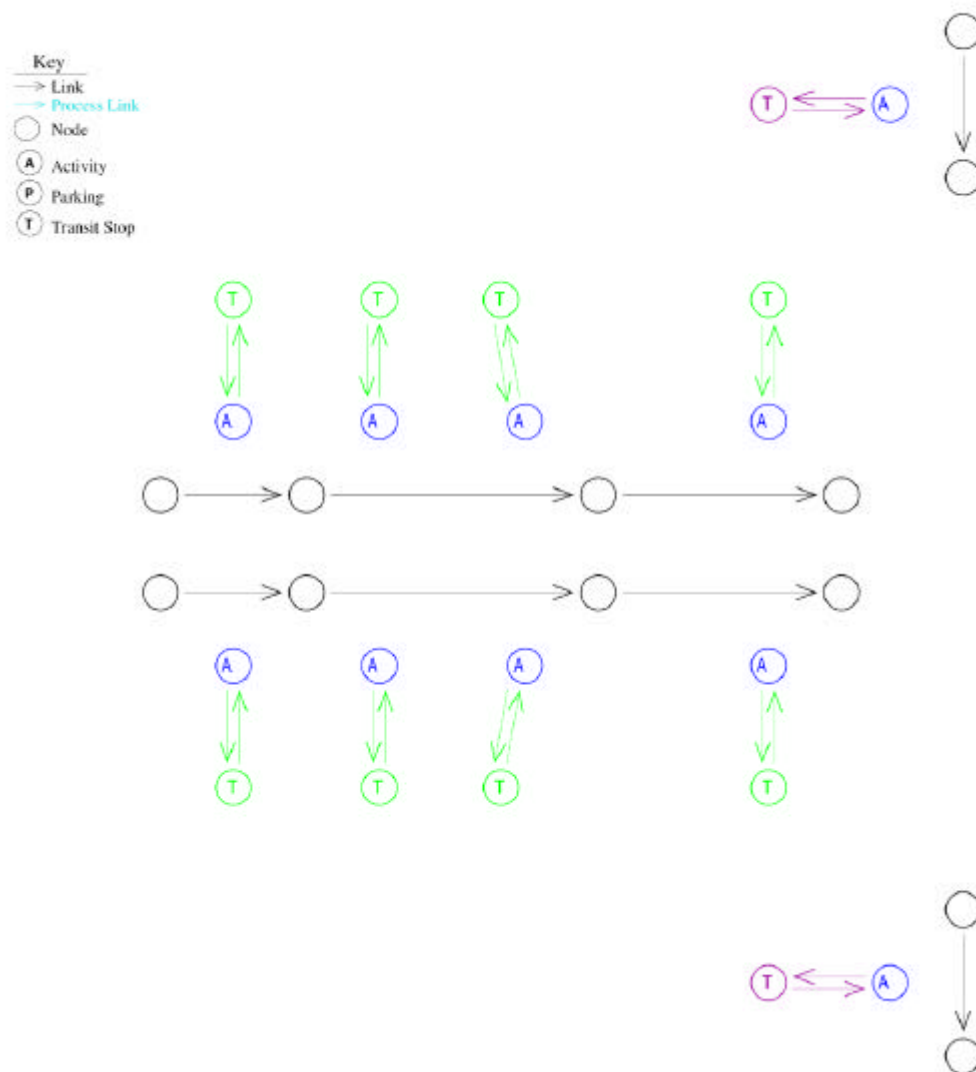 Key
Link
Process Link
Node
A Activity
P Parking
T Transit Stop
T A
T T T T
A A A A
A A A A
T T T T
T A